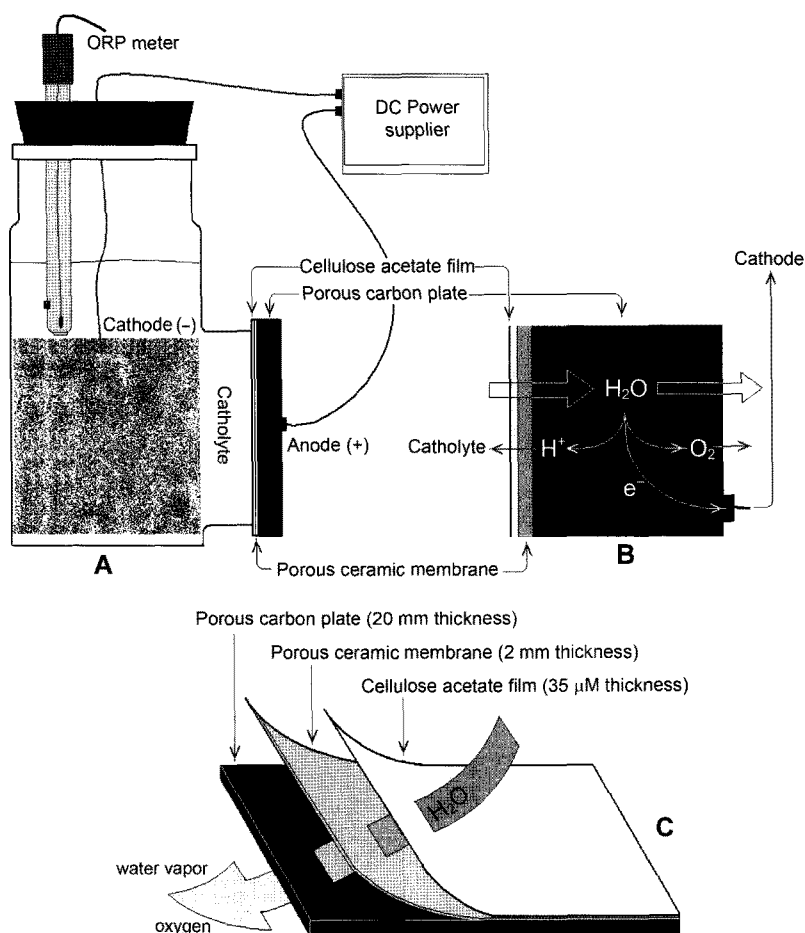 ORP meter
DC Power
supplier
Cellulose acetate film
Porous carbon plate
Cathode
Cathode (−)
Catholyte
Anode (+)
H₂O
Catholyte
H⁺
O₂
e⁻
A
B
Porous ceramic membrane
Porous carbon plate (20 mm thickness)
Porous ceramic membrane (2 mm thickness)
Cellulose acetate film (35 μM thickness)
H₂O
C
water vapor
oxygen